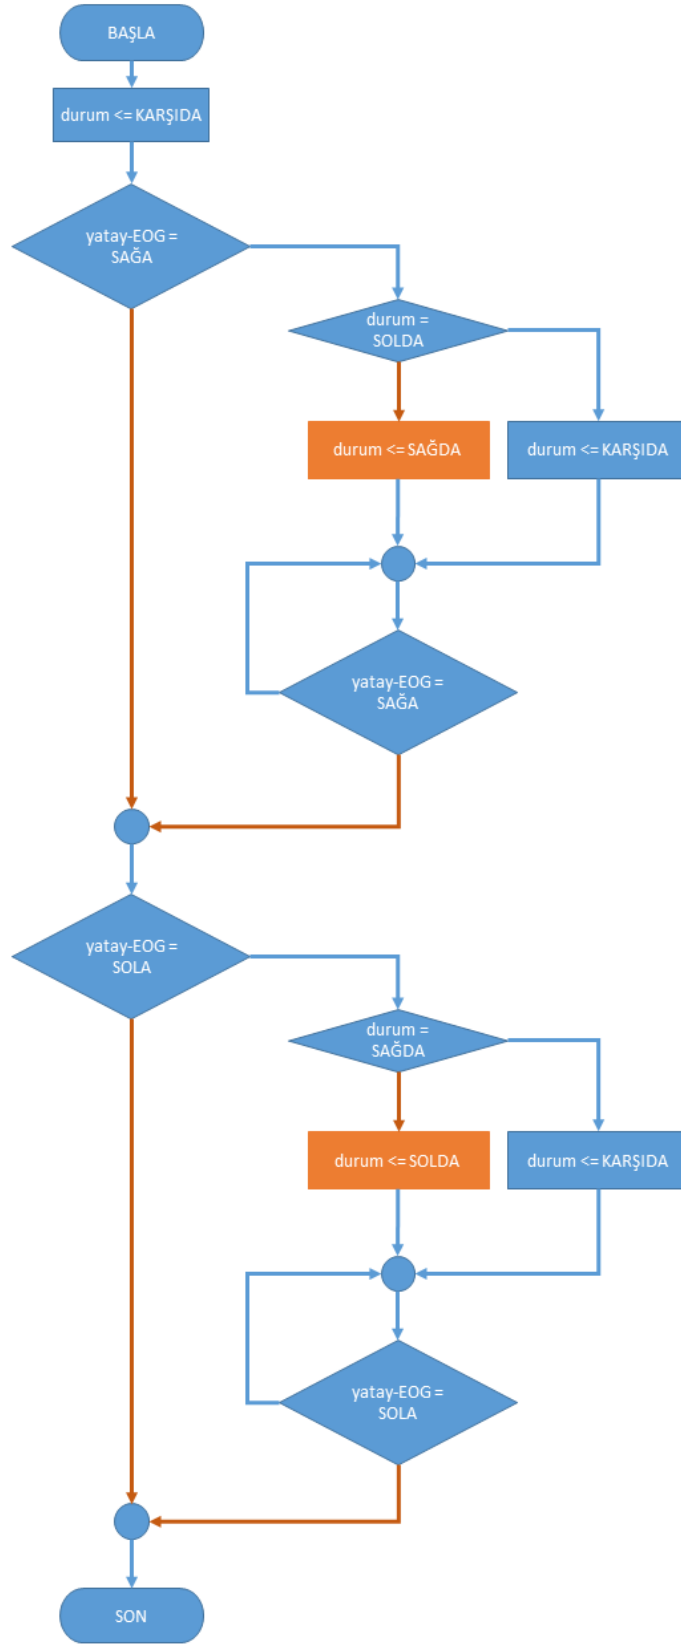 BAŞLA
durum <= KARŞIDA
yatay-EOG =
SAĞA
durum =
SOLDA
durum <= SAĞDA
durum <= KARŞIDA
yatay-EOG =
SAĞA
yatay-EOG =
SOLA
durum =
SAĞDA
durum <= SOLDA
durum <= KARŞIDA
yatay-EOG =
SOLA
SON